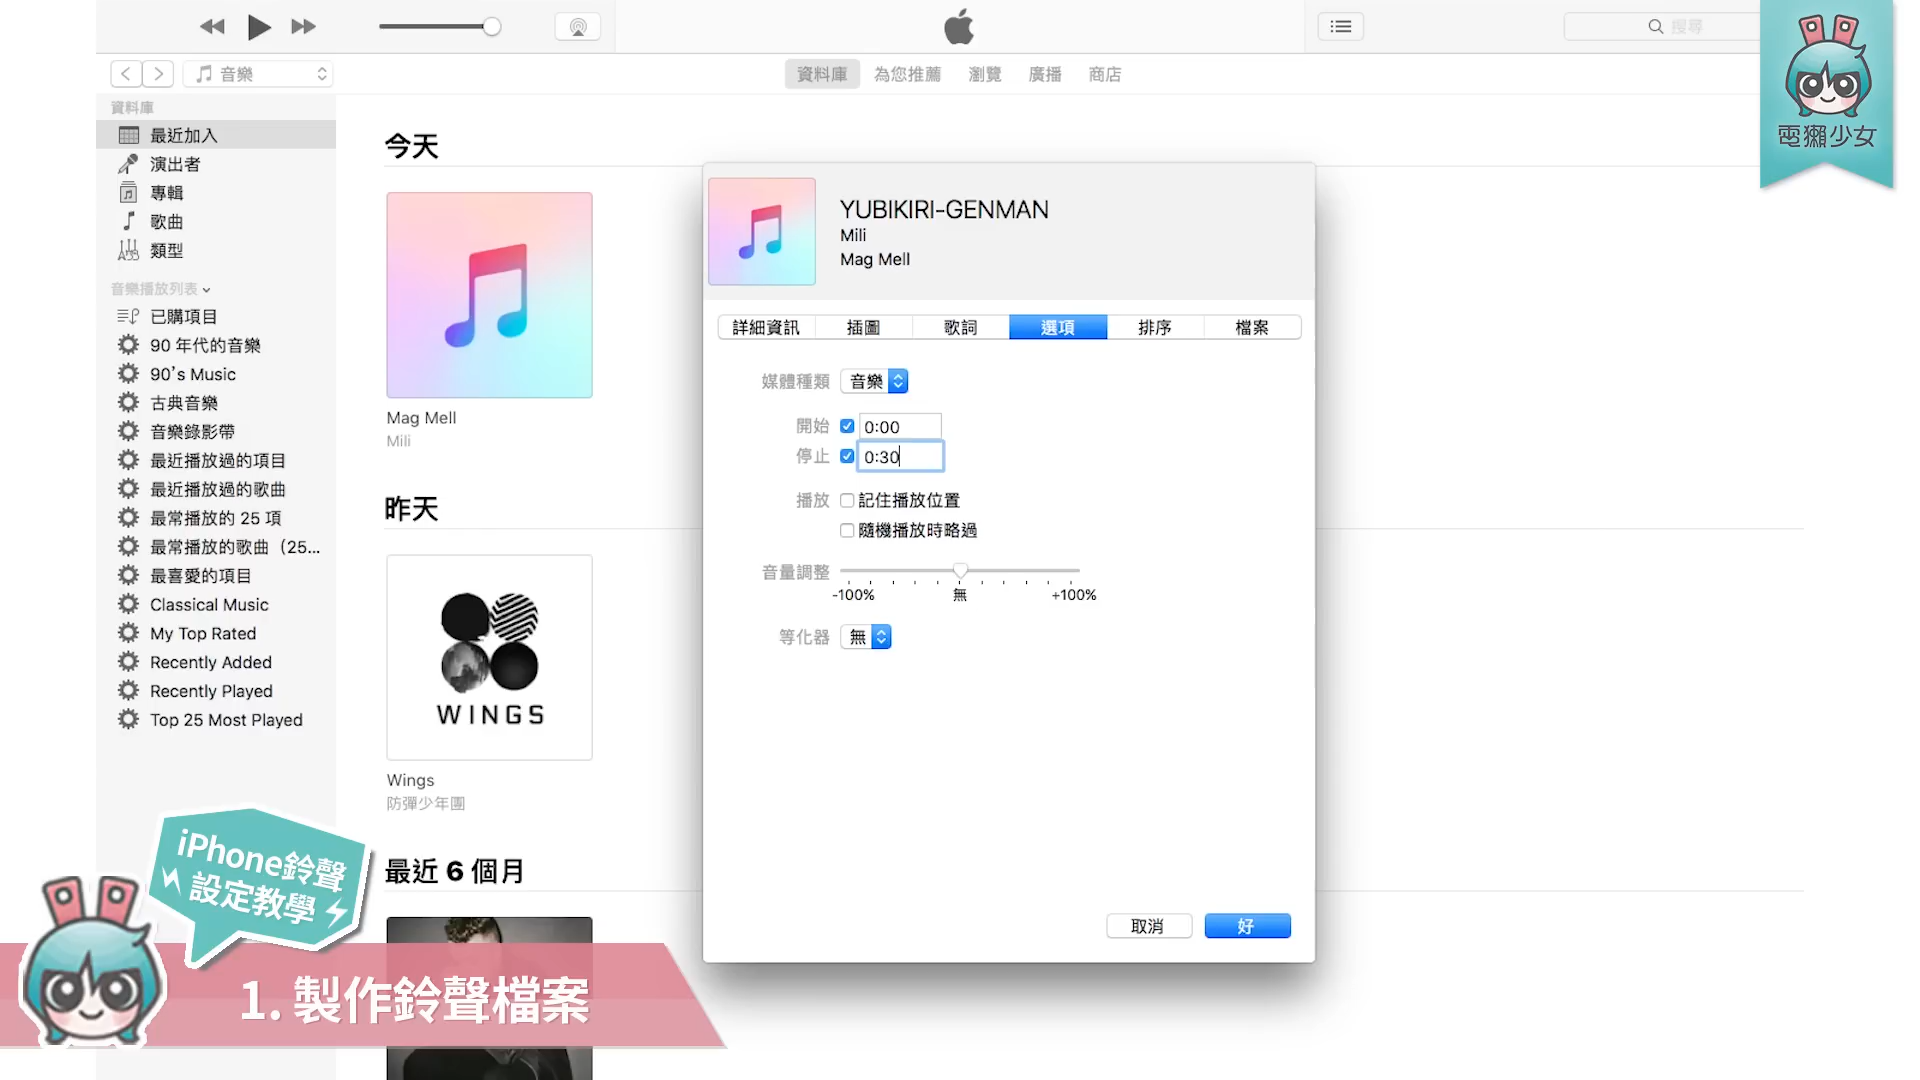 搜尋
音樂
資料庫 為您推薦 瀏覽 廣播 商店
電獺少女
資料庫
最近加入
演出者
專輯
歌曲
類型
音樂播放列表
已購項目
90 年代的音樂
90’s Music
古典音樂
音樂錄影帶
最近播放過的項目
最近播放過的歌曲
最常播放的 25 項
最常播放的歌曲（25...
最喜愛的項目
Classical Music
My Top Rated
Recently Added
Recently Played
Top 25 Most Played
今天
Mag Mell
Mili
昨天
WINGS
Wings
防彈少年團
最近 6 個月
YUBIKIRI-GENMAN
Mili
Mag Mell
詳細資訊 插圖 歌詞 選項 排序 檔案
媒體種類 音樂
開始 0:00
停止 0:30
播放 記住播放位置
隨機播放時略過
音量調整
-100% 無 +100%
等化器 無
取消 好
iPhone鈴聲
設定教學
1. 製作鈴聲檔案